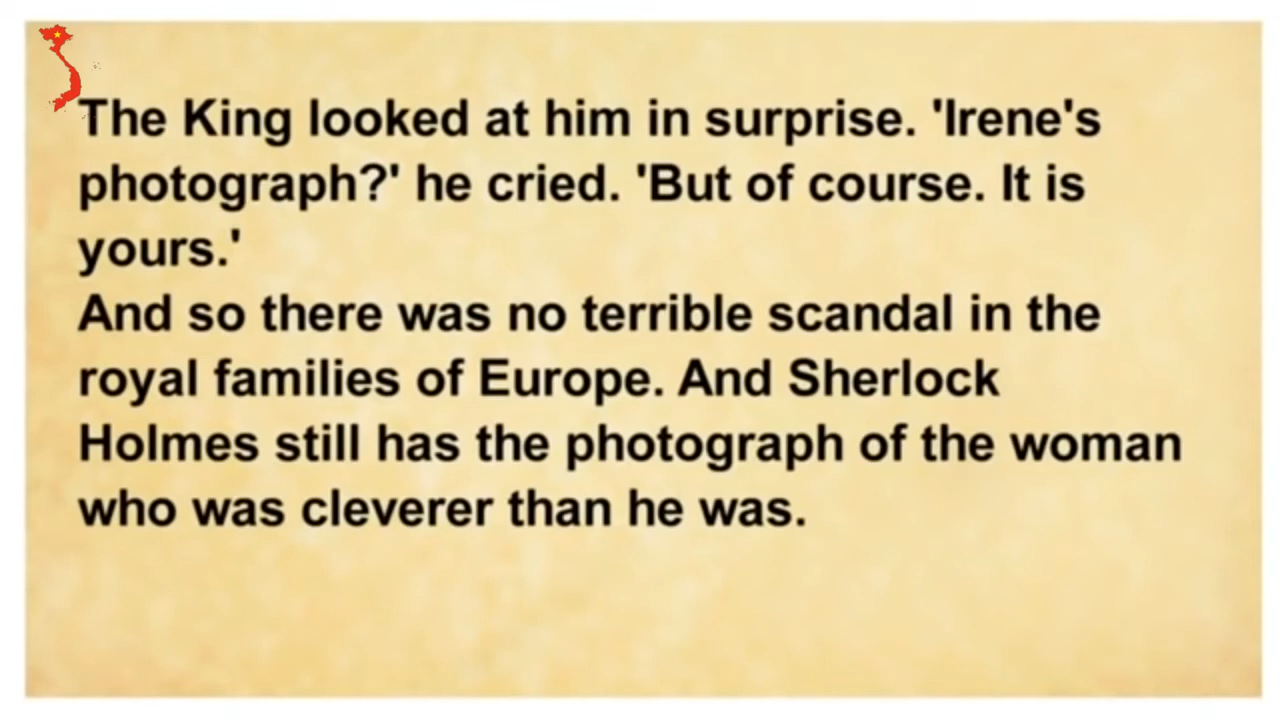 The King looked at him in surprise. 'Irene's
photograph?' he cried. 'But of course. It is
yours.'
And so there was no terrible scandal in the
royal families of Europe. And Sherlock
Holmes still has the photograph of the woman
who was cleverer than he was.